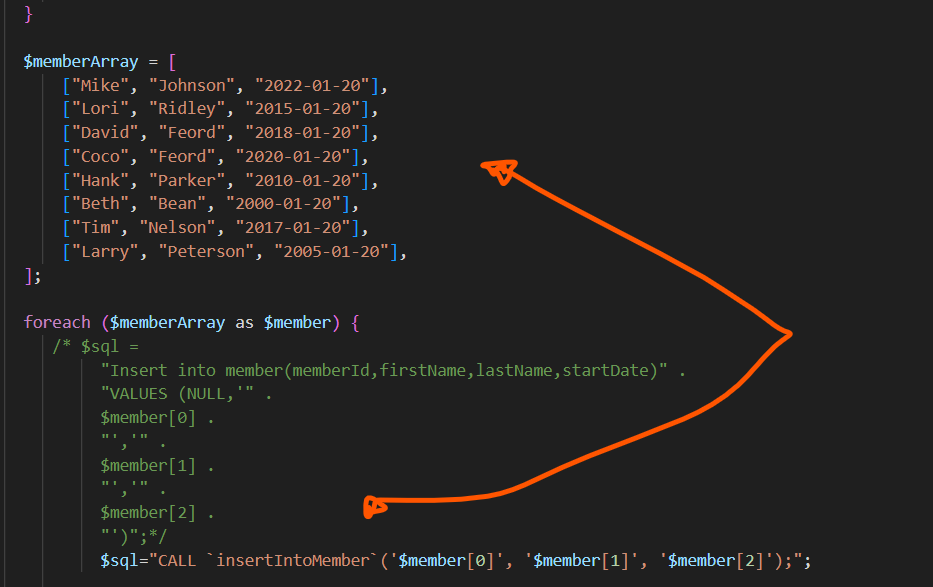 }
$memberArray = [
["Mike", "Johnson", "2022-01-20"],
["Lori", "Ridley", "2015-01-20"],
["David", "Feord", "2018-01-20"],
["Coco", "Feord", "2020-01-20"],
["Hank", "Parker", "2010-01-20"],
["Beth", "Bean", "2000-01-20"],
["Tim", "Nelson", "2017-01-20"],
["Larry", "Peterson", "2005-01-20"],
];
foreach ($memberArray as $member) {
/* $sql =
"Insert into member(memberId,firstName,lastName,startDate)" .
"VALUES (NULL,'" .
$member[0] .
"','" .
$member[1] .
"','" .
$member[2] .
"')";*/
$sql="CALL `insertIntoMember`('$member[0]', '$member[1]', '$member[2]');";